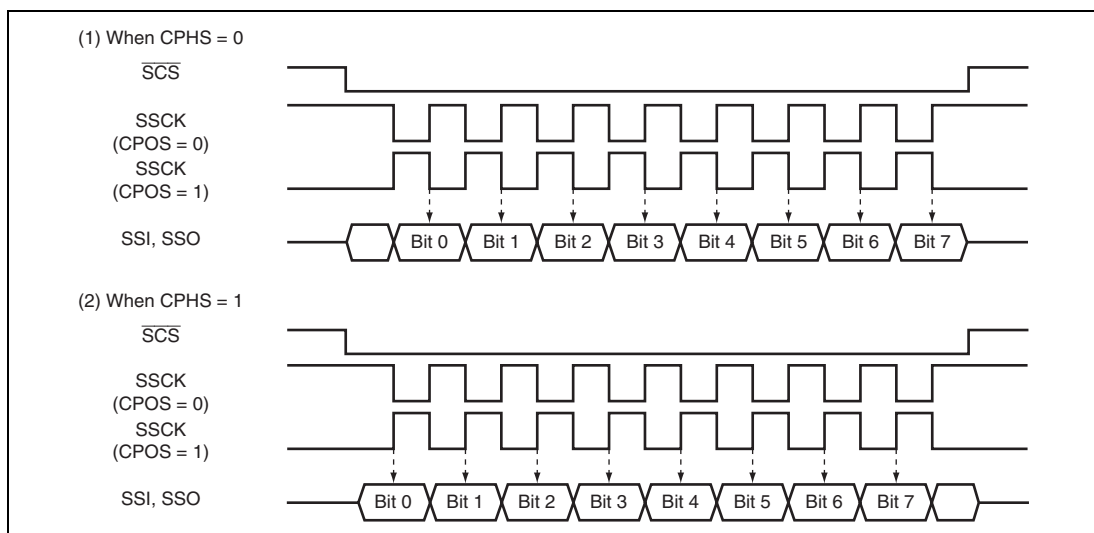 (1) When CPHS = 0
SCS
SSCK
(CPOS = 0)
SSCK
(CPOS = 1)
SSI, SSO
Bit 0 Bit 1 Bit 2 Bit 3 Bit 4 Bit 5 Bit 6 Bit 7
(2) When CPHS = 1
SCS
SSCK
(CPOS = 0)
SSCK
(CPOS = 1)
SSI, SSO
Bit 0 Bit 1 Bit 2 Bit 3 Bit 4 Bit 5 Bit 6 Bit 7